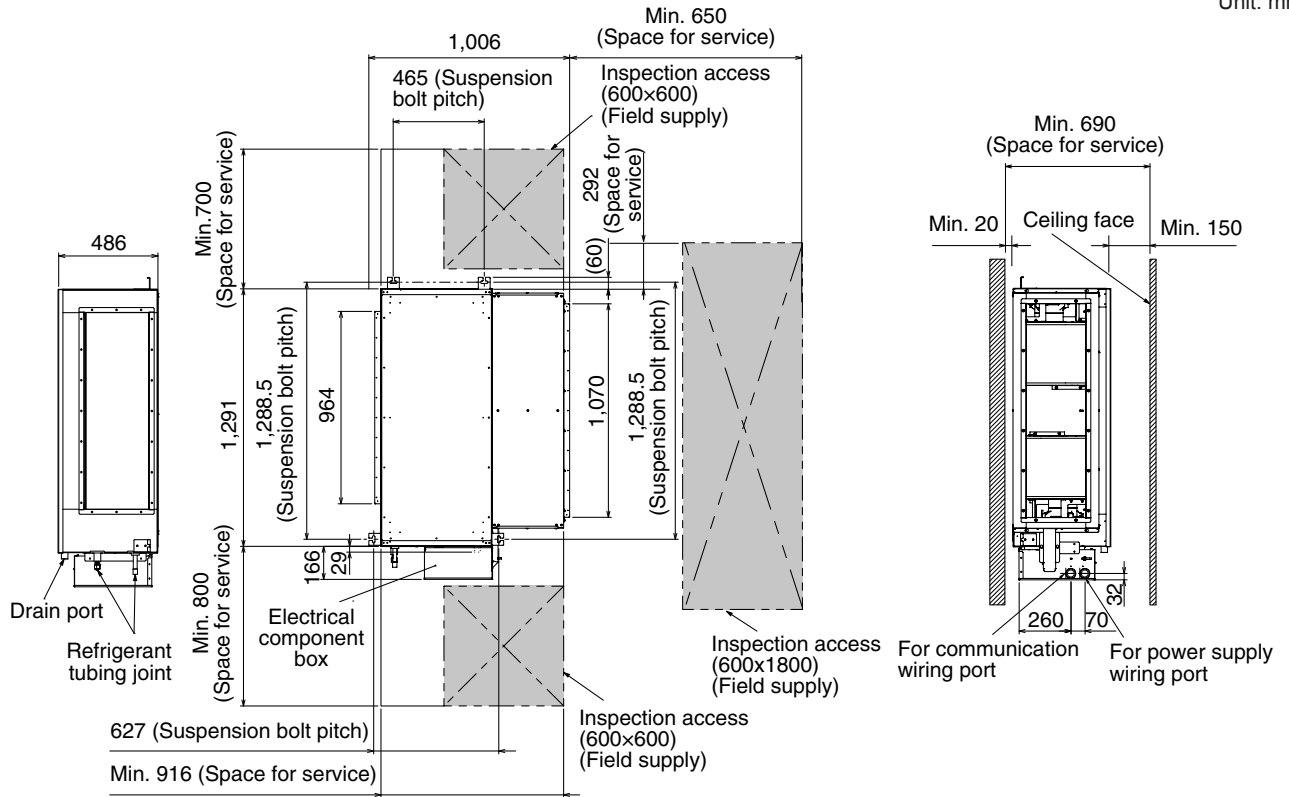 Unit: m
Min. 650
(Space for service)
1,006
465 (Suspension
bolt pitch)
Inspection access
(600×600)
(Field supply)
Min.700
(Space for service)
292
(Space for
service)
(60)
486
Min. 690
(Space for service)
Min. 20
Ceiling face
Min. 150
1,291
1,288.5
(Suspension bolt pitch)
964
1,070
1,288.5
(Suspension bolt pitch)
166
29
Drain port
Refrigerant
tubing joint
Min. 800
(Space for service)
Electrical
component
box
Inspection access
(600x1800)
(Field supply)
32
260
70
For communication
wiring port
For power supply
wiring port
627 (Suspension bolt pitch)
Inspection access
(600×600)
(Field supply)
Min. 916 (Space for service)